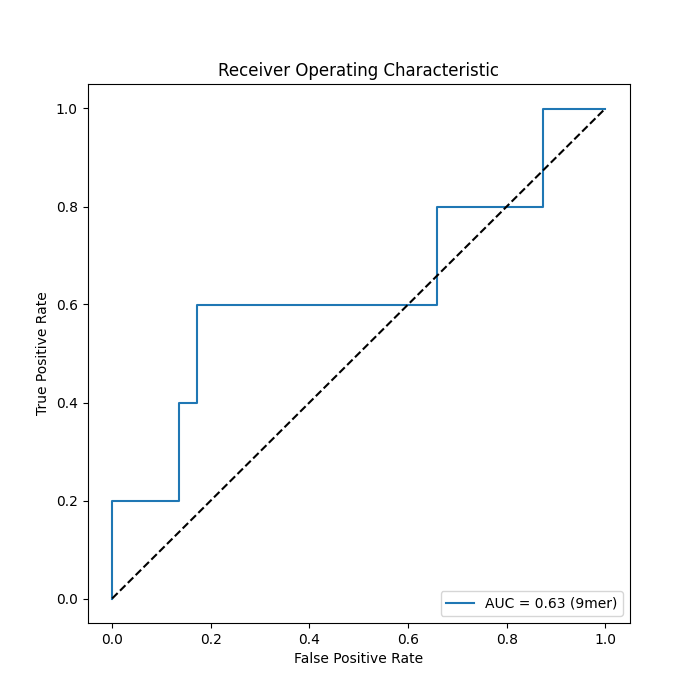 Receiver Operating Characteristic
True Positive Rate
1.0
0.8
0.6
0.4
0.2
0.0
AUC = 0.63 (9mer)
0.0 0.2 0.4 0.6 0.8 1.0
False Positive Rate